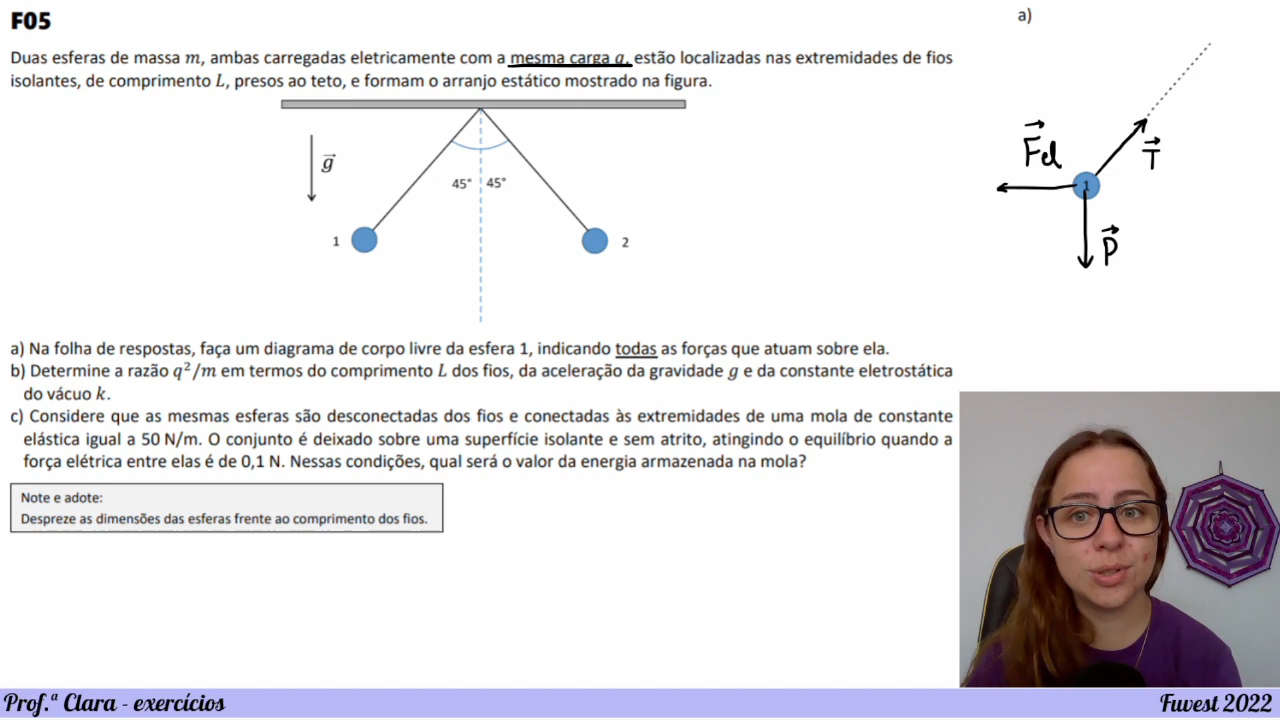 F05
Duas esferas de massa m, ambas carregadas eletricamente com a mesma carga q, estão localizadas nas extremidades de fios
isolantes, de comprimento L, presos ao teto, e formam o arranjo estático mostrado na figura.
g
45° 45°
1
2
a) Na folha de respostas, faça um diagrama de corpo livre da esfera 1, indicando todas as forças que atuam sobre ela.
b) Determine a razão q²/m em termos do comprimento L dos fios, da aceleração da gravidade g e da constante eletrostática
do vácuo k.
c) Considere que as mesmas esferas são desconectadas dos fios e conectadas às extremidades de uma mola de constante
elástica igual a 50 N/m. O conjunto é deixado sobre uma superfície isolante e sem atrito, atingindo o equilíbrio quando a
força elétrica entre elas é de 0,1 N. Nessas condições, qual será o valor da energia armazenada na mola?
Note e adote:
Despreze as dimensões das esferas frente ao comprimento dos fios.
a)
Fel
T
1
P
Prof.ª Clara - exercícios
Fuvest 2022